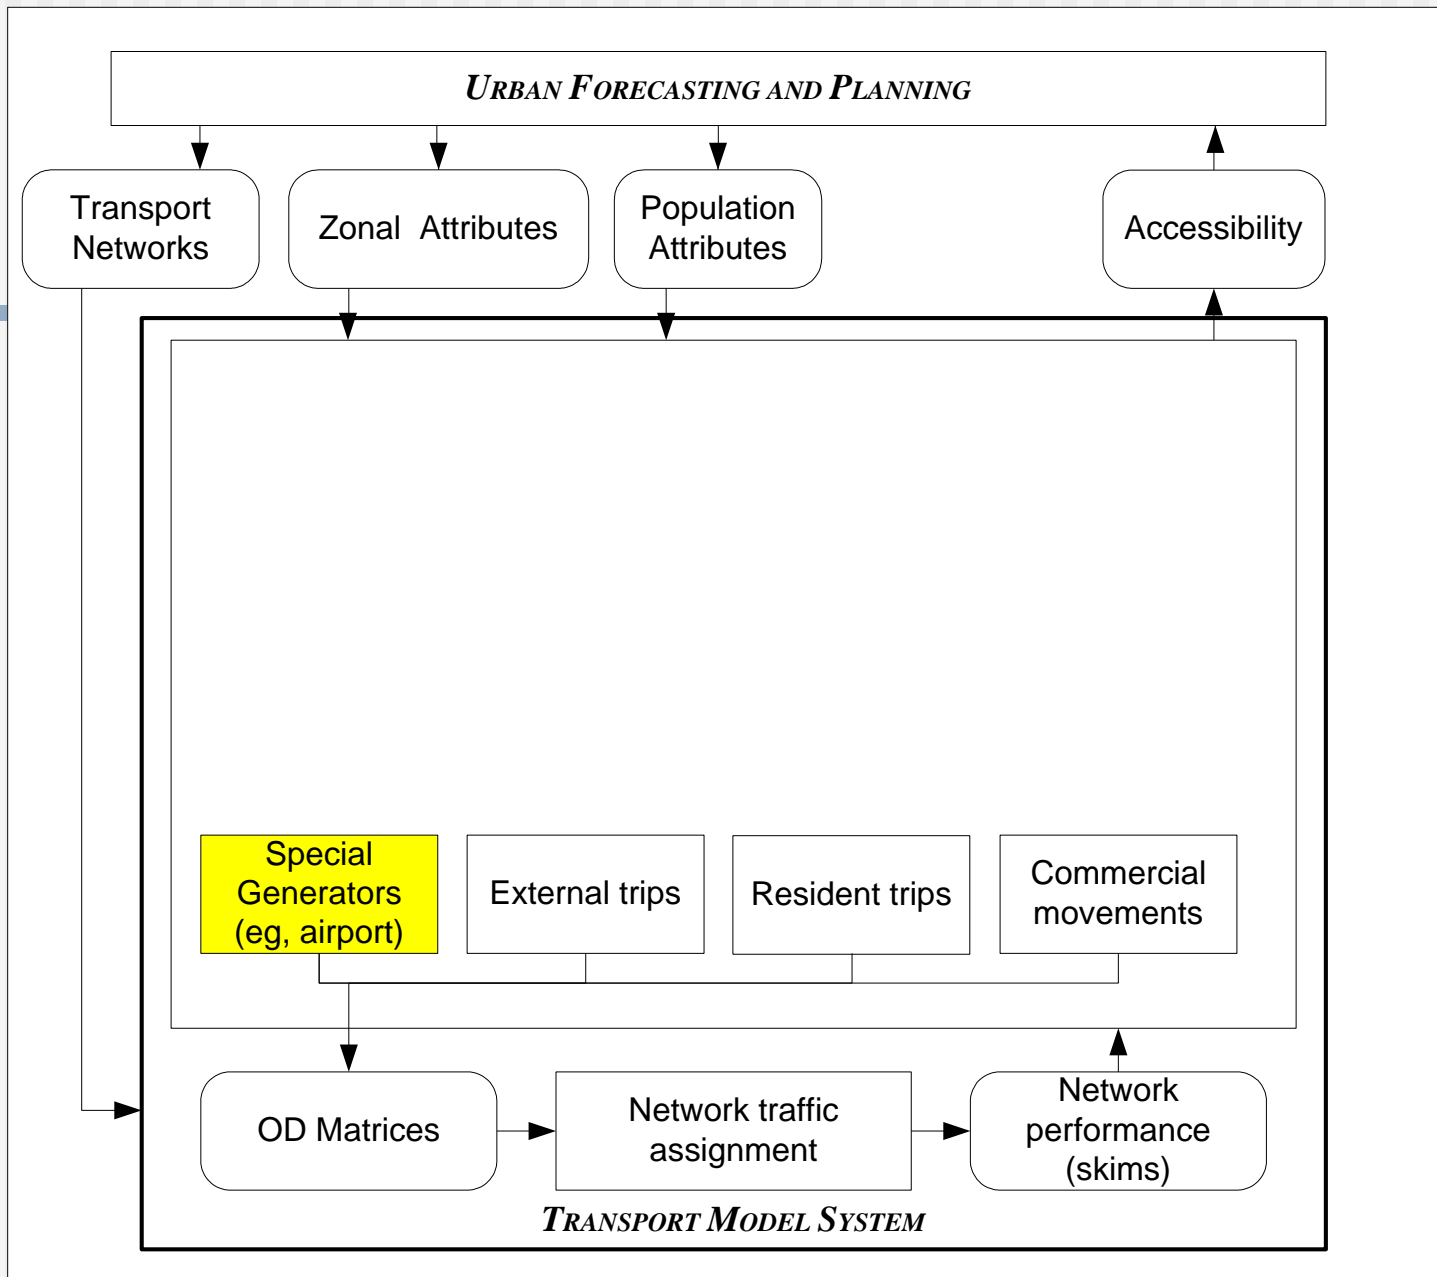 URBAN FORECASTING AND PLANNING
Transport
Networks
Zonal Attributes
Population
Attributes
Accessibility
Special
Generators
(eg, airport)
External trips
Resident trips
Commercial
movements
OD Matrices
Network traffic
assignment
Network
performance
(skims)
TRANSPORT MODEL SYSTEM